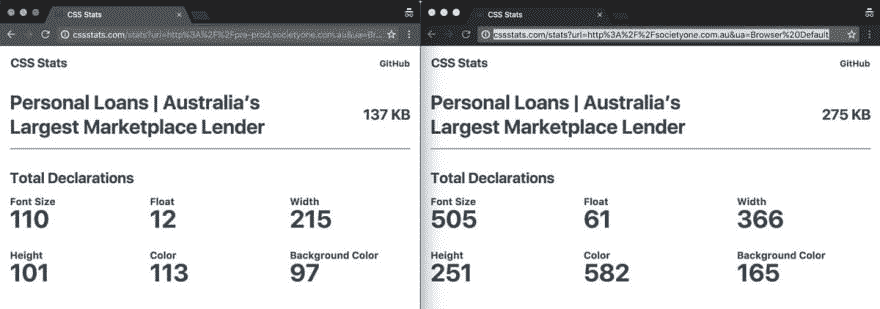 CSS Stats
cssstats.com/stats?url=http%3A%2F%2Fpre-prod.societyone.com.au&ua=Br...
CSS Stats
GitHub
Personal Loans | Australia's
Largest Marketplace Lender
137 KB
Total Declarations
Font Size
Float
Width
110
12
215
Height
Color
Background Color
101
113
97
CSS Stats
cssstats.com/stats?url=http%3A%2F%2Fsocietyone.com.au&ua=Browser%20Default
CSS Stats
GitHub
Personal Loans | Australia's
Largest Marketplace Lender
275 KB
Total Declarations
Font Size
Float
Width
505
61
366
Height
Color
Background Color
251
582
165